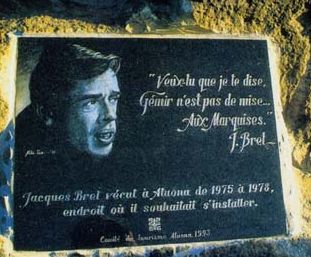 "Veux-tu que je te dise,
Gémir n'est pas de mise...
Aux Marquises."
J. Brel
Jacques Brel vécut à Atuona de 1975 à 1978,
endroit où il souhaitait s'installer.
Comité du Tourisme Atuona 1993